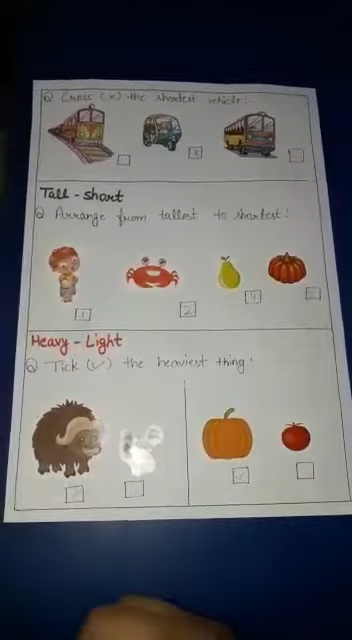 Q Cross (x) the shortest vehicle!
x
Tall - short
Q Arrange from tallest to shortest!
1
2
4
Heavy - Light
Q Tick (✓) the heaviest thing!